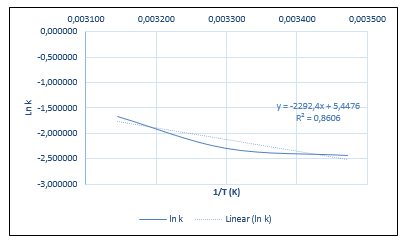 0,003100 0,003200 0,003300 0,003400 0,003500
0,000000
-0,500000
-1,000000
-1,500000
-2,000000
-2,500000
-3,000000
Ln k
y = -2292,4x + 5,4476
R² = 0,8606
1/T (K)
ln k Linear (ln k)